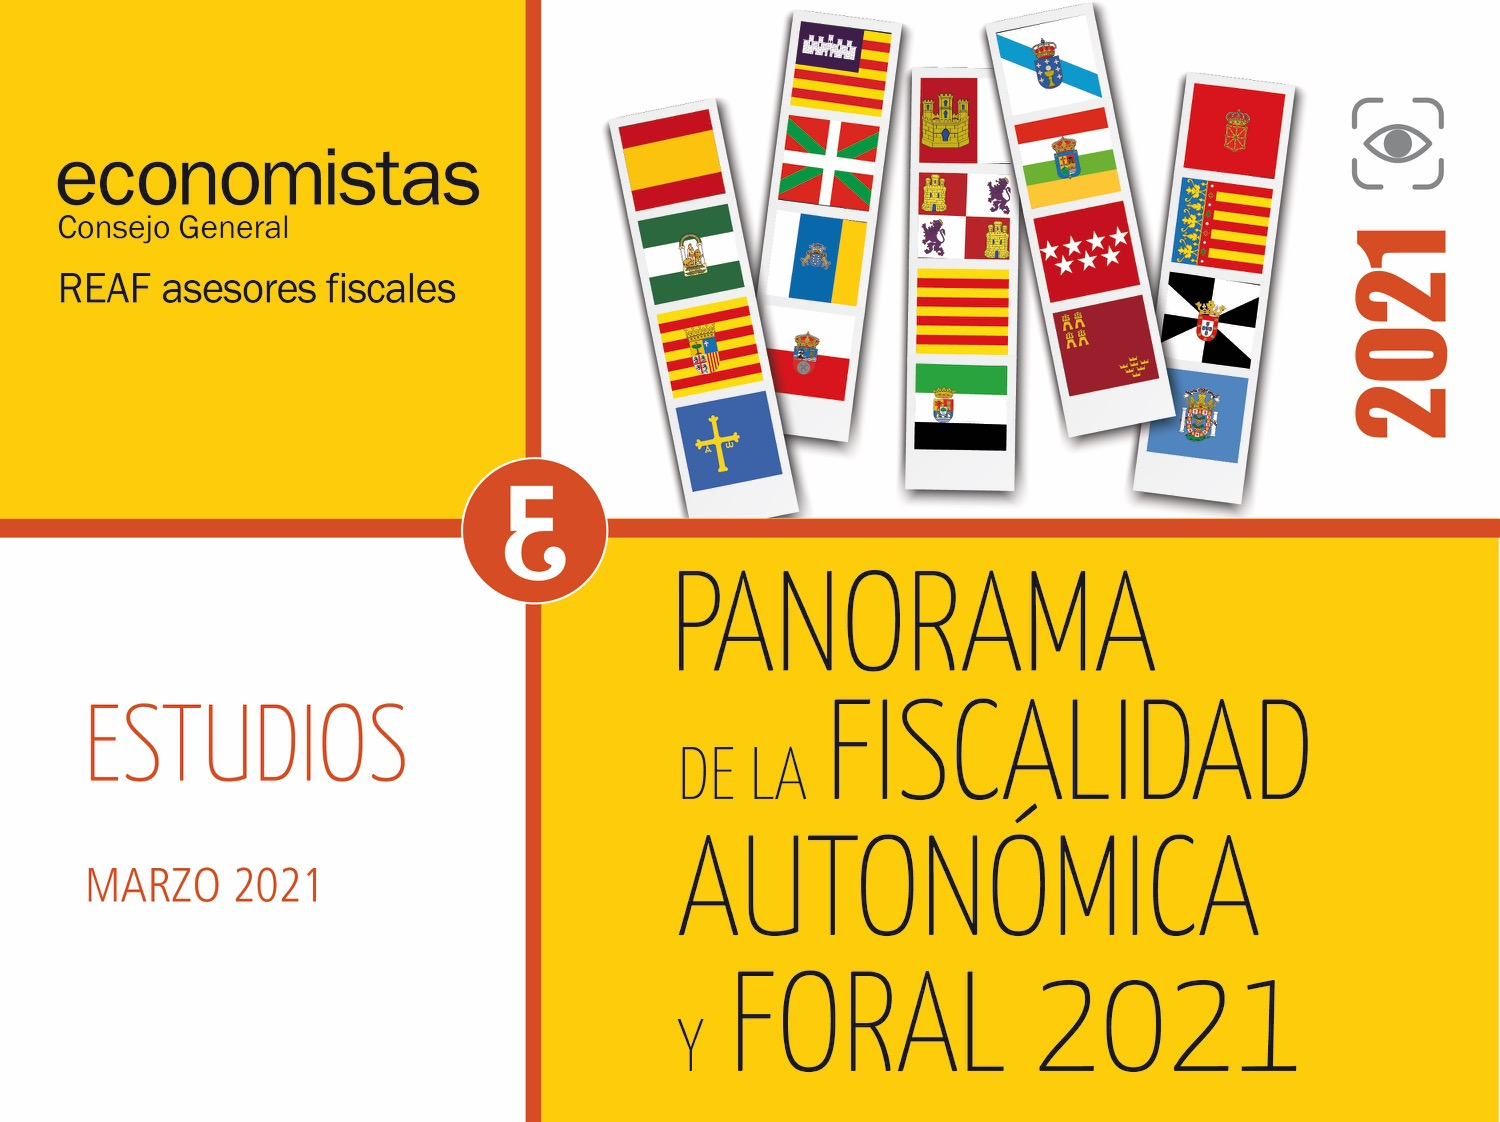 economistas
Consejo General
REAF asesores fiscales
2021
ESTUDIOS
MARZO 2021
PANORAMA
DE LA FISCALIDAD
AUTONÓMICA
Y FORAL 2021